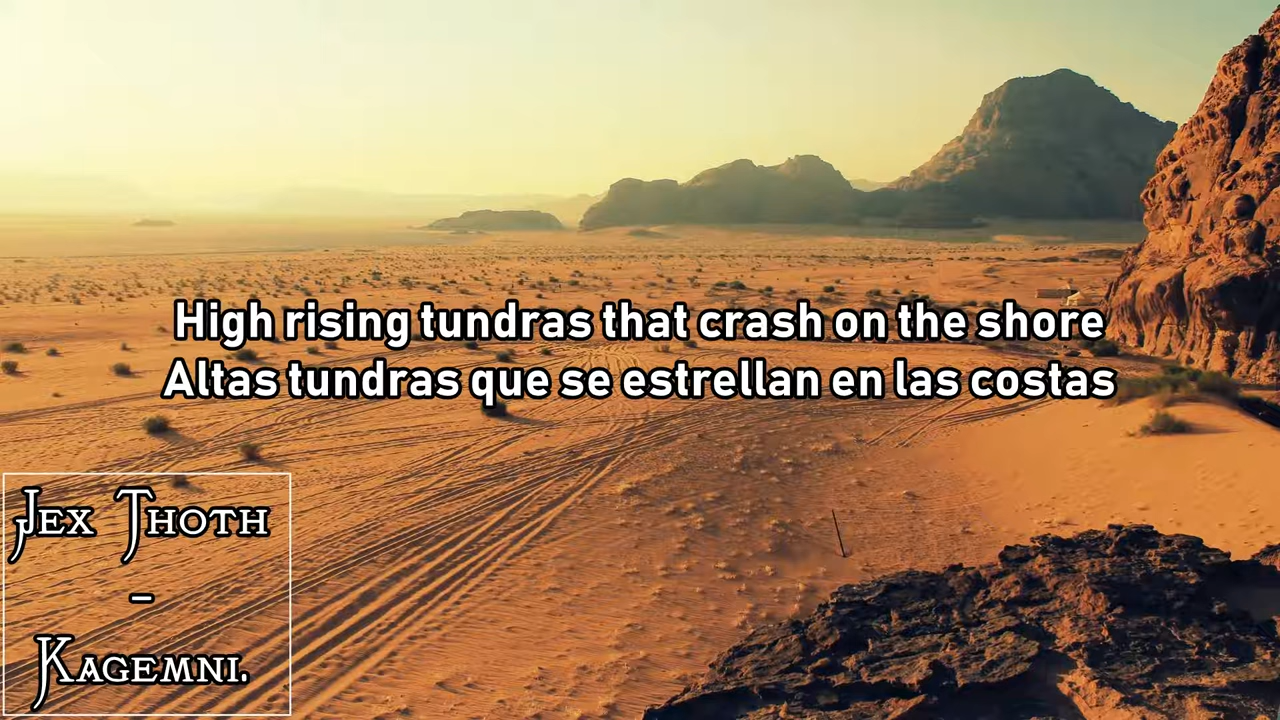 High rising tundras that crash on the shore
Altas tundras que se estrellan en las costas
Jex Thoth
-
Kagemni.